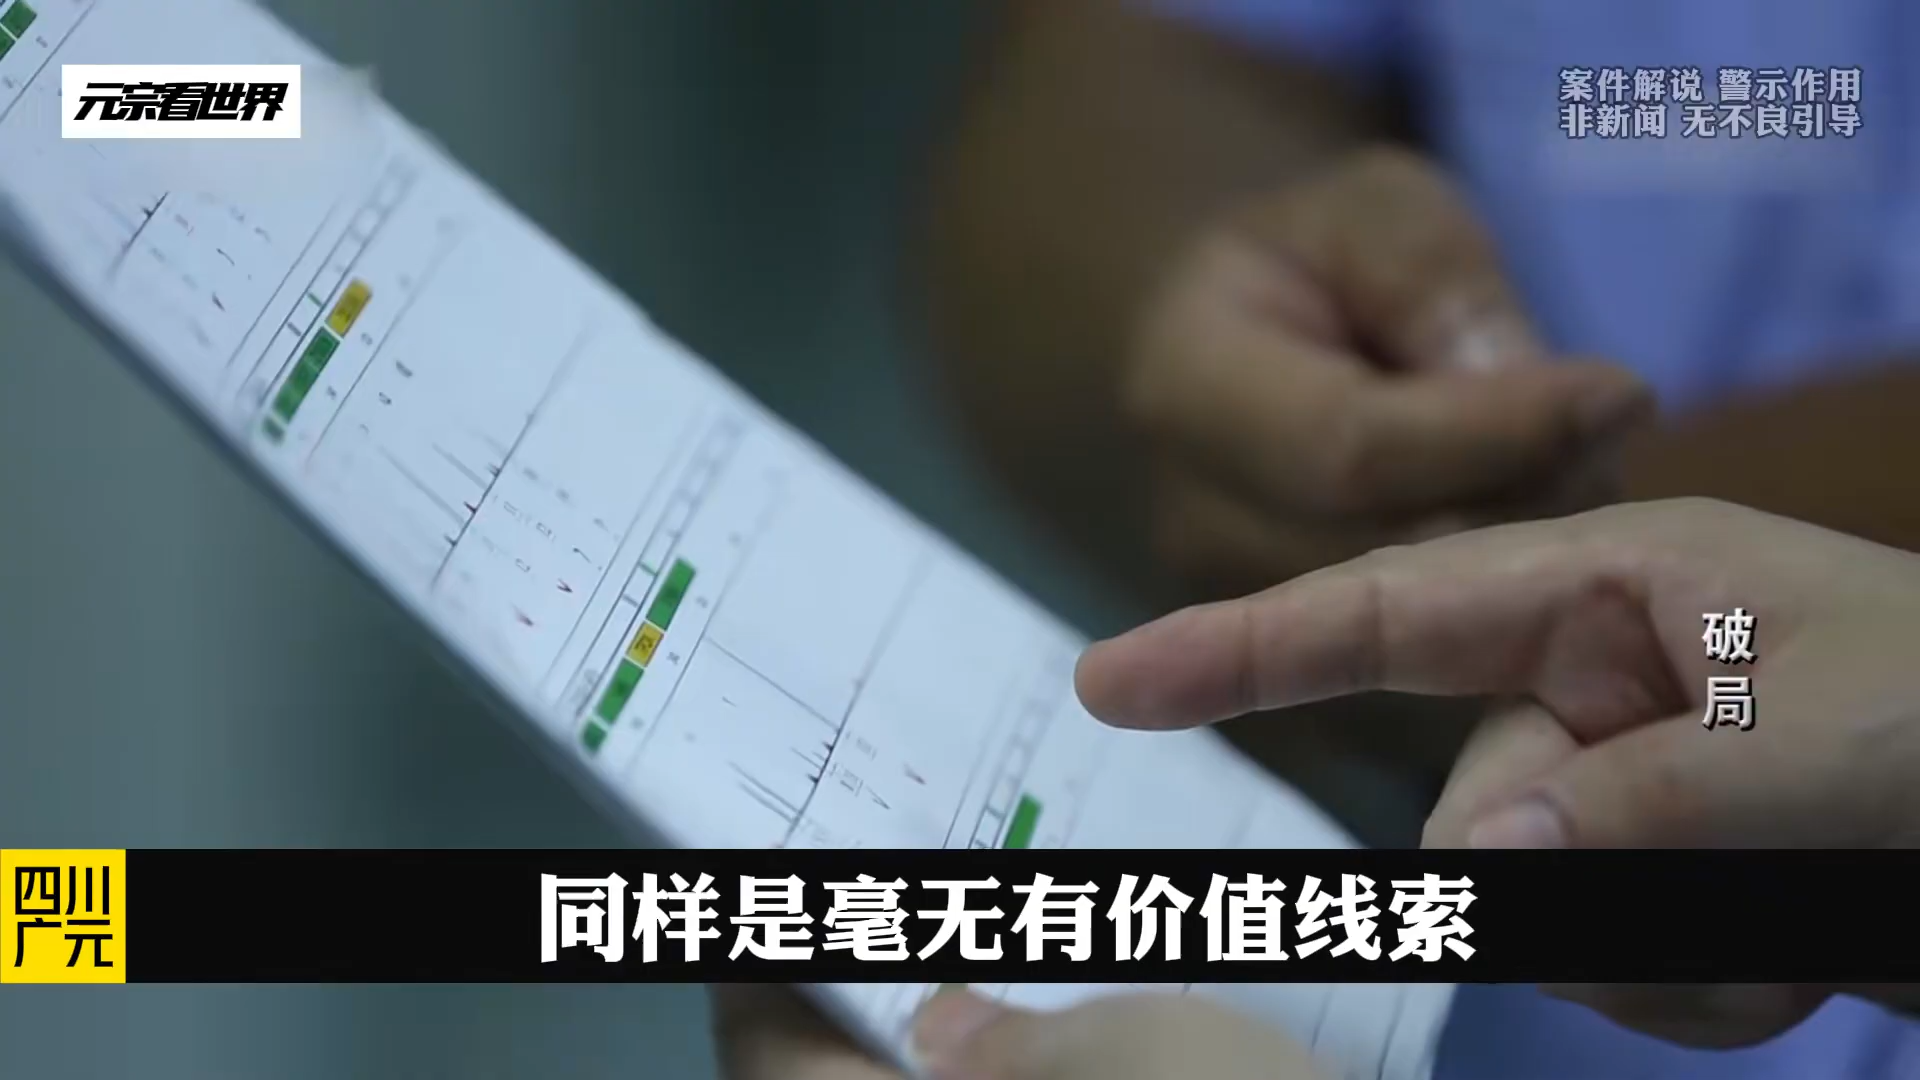 元宗看世界
案件解说 警示作用
非新闻 无不良引导
破局
四川
广元
同样是毫无有价值线索